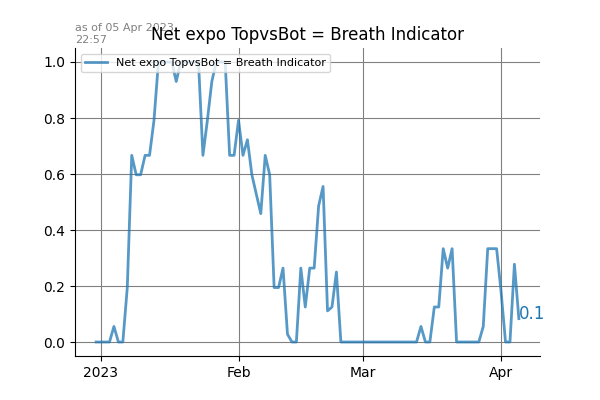 as of 05 Apr 2023
22:57
Net expo TopvsBot = Breath Indicator
Net expo TopvsBot = Breath Indicator
1.0
0.8
0.6
0.4
0.2
0.0
0.1
2023 Feb Mar Apr